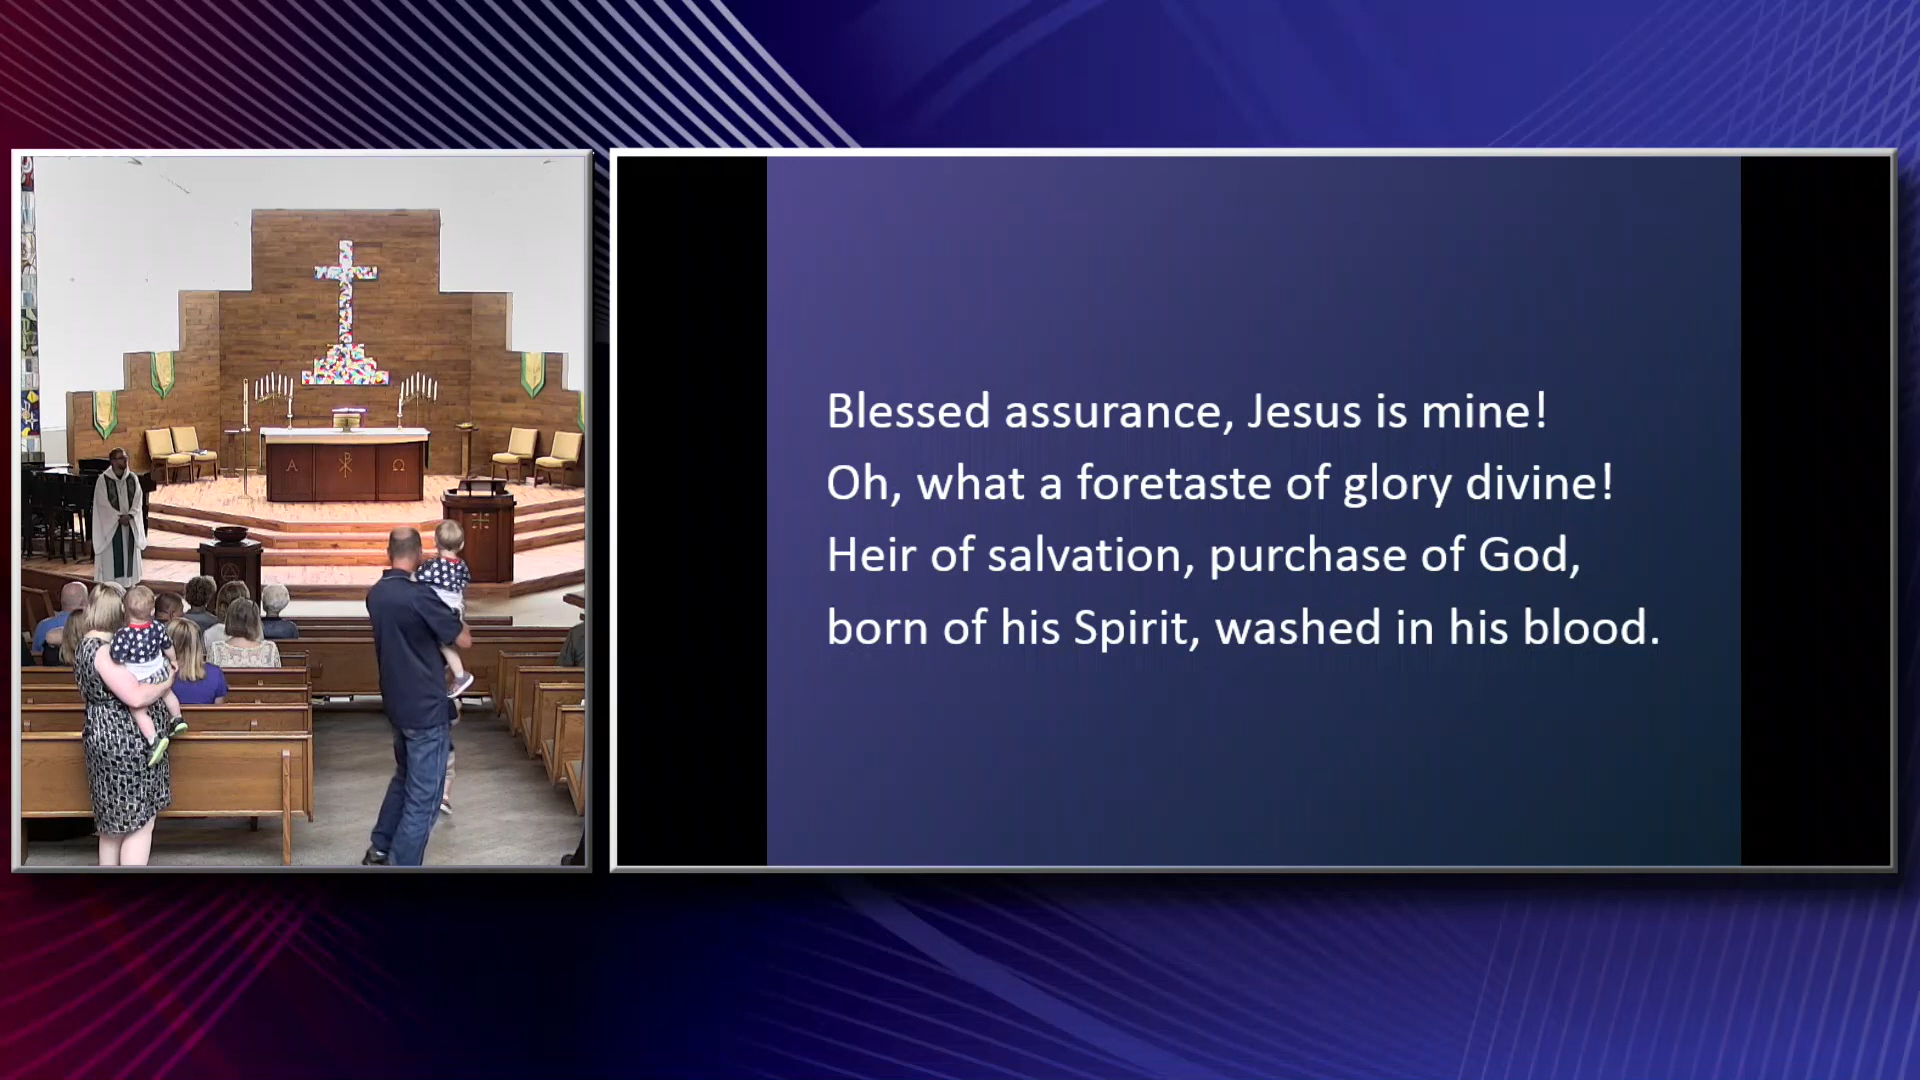 Blessed assurance, Jesus is mine!
Oh, what a foretaste of glory divine!
Heir of salvation, purchase of God,
born of his Spirit, washed in his blood.
Α ☧ Ω